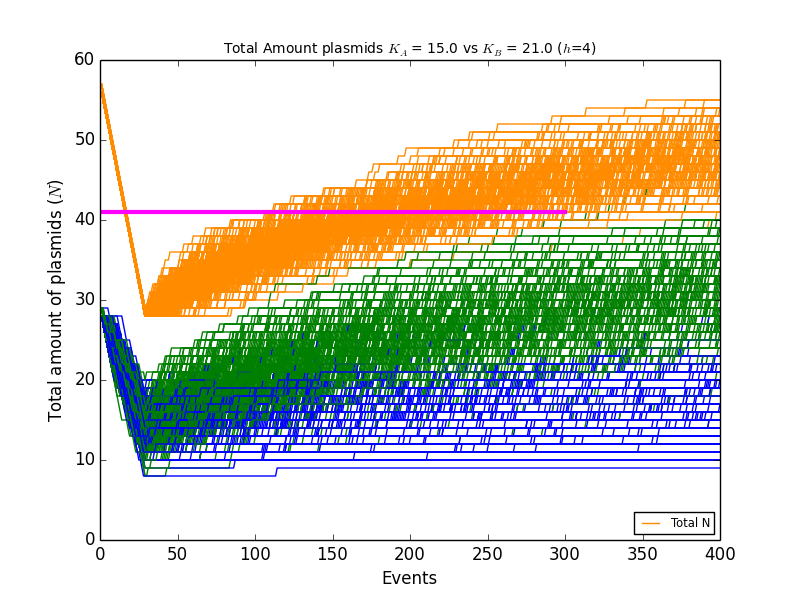 Total Amount plasmids K_A = 15.0 vs K_B = 21.0 (h=4)
Total amount of plasmids (N)
60
50
40
30
20
10
0
0 50 100 150 200 250 300 350 400
Events
Total N